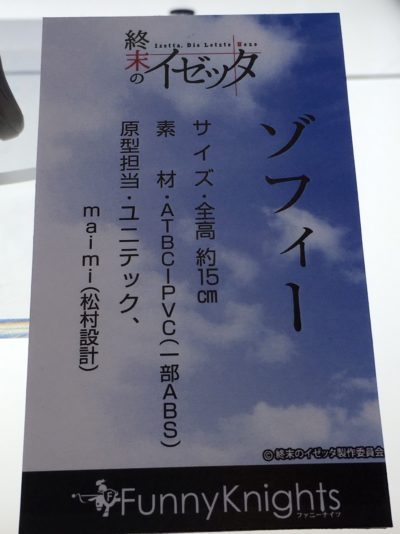 Izetta, Die Letzte Hexe
終末のイゼッタ
ゾフィー
サイズ・全高 約15cm
素　材・ATBC-PVC(一部ABS)
原型担当・ユニテック、
maimi(松村設計)
©終末のイゼッタ製作委員会
FunnyKnights
ファニーナイツ